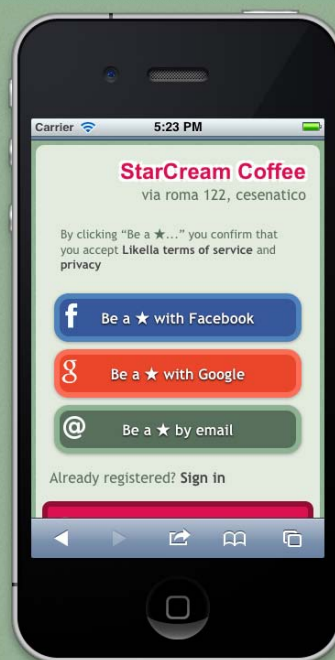 Carrier 5:23 PM
StarCream Coffee
via roma 122, cesenatico
By clicking “Be a ★...” you confirm that
you accept Likella terms of service and
privacy
f Be a ★ with Facebook
g Be a ★ with Google
@ Be a ★ by email
Already registered? Sign in